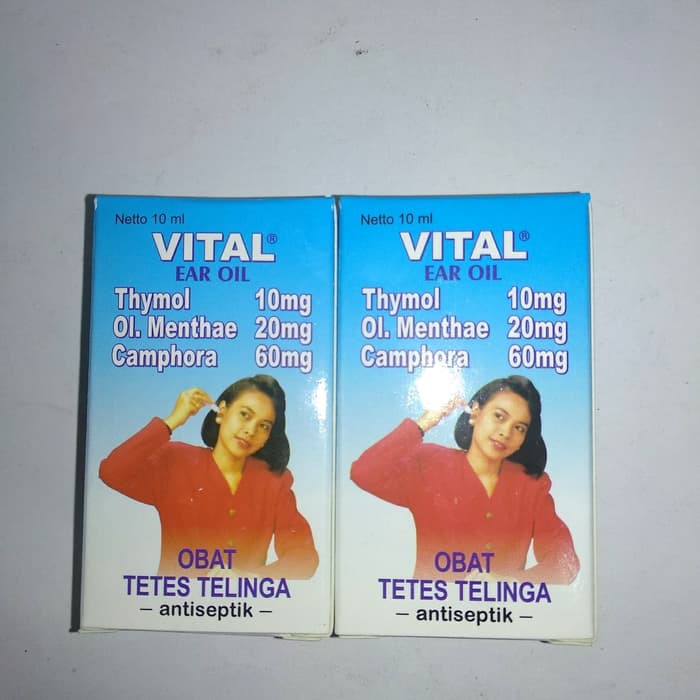 Netto 10 ml
VITAL®
EAR OIL
Thymol 10mg
Ol. Menthae 20mg
Camphora 60mg
OBAT
TETES TELINGA
– antiseptik –
Netto 10 ml
VITAL®
EAR OIL
Thymol 10mg
Ol. Menthae 20mg
Camphora 60mg
OBAT
TETES TELINGA
– antiseptik –